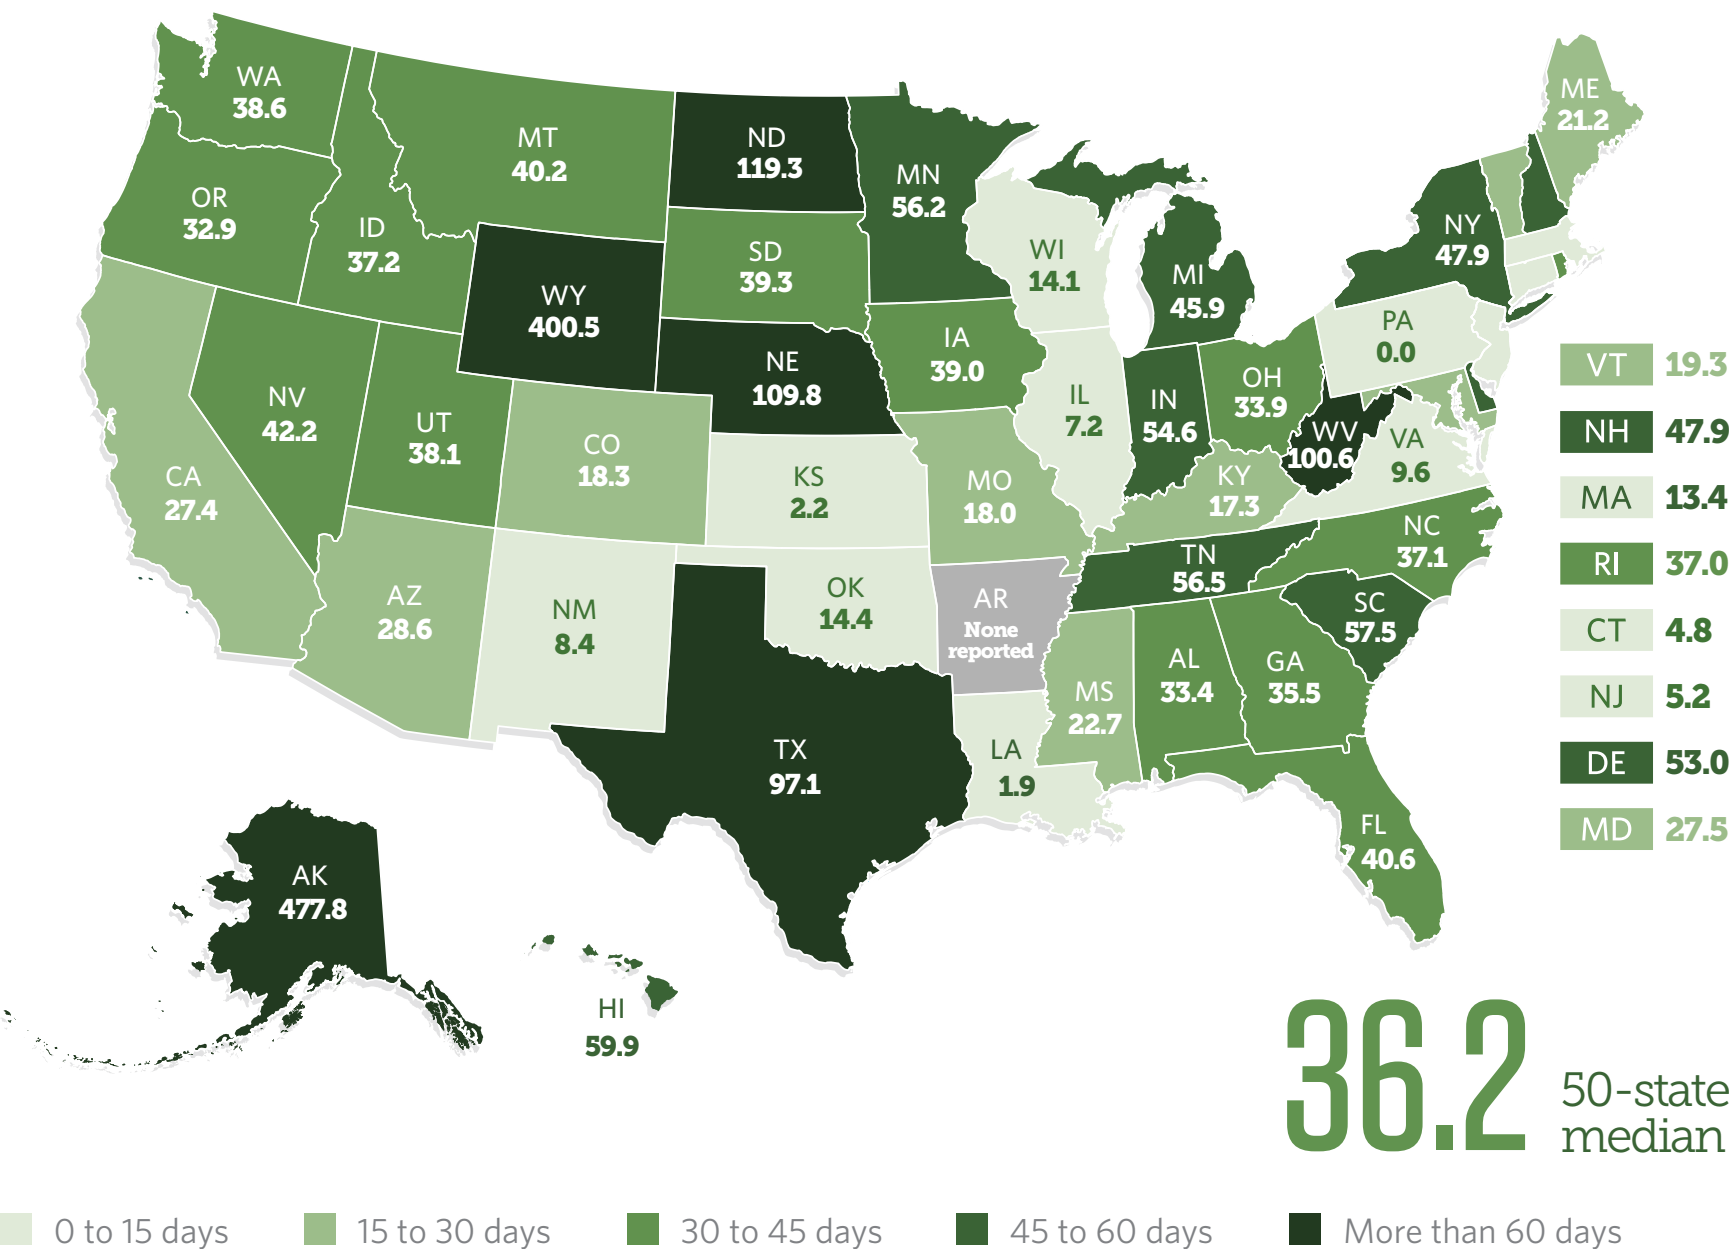 WA
38.6
MT
40.2
ND
119.3
MN
56.2
ME
21.2
OR
32.9
ID
37.2
SD
39.3
WI
14.1
MI
45.9
NY
47.9
WY
400.5
IA
39.0
PA
0.0
NE
109.8
NV
42.2
UT
38.1
CO
18.3
IL
7.2
IN
54.6
OH
33.9
WV
100.6
VA
9.6
CA
27.4
KS
2.2
MO
18.0
KY
17.3
NC
37.1
AZ
28.6
NM
8.4
OK
14.4
AR
None
reported
TN
56.5
SC
57.5
MS
22.7
AL
33.4
GA
35.5
TX
97.1
LA
1.9
FL
40.6
AK
477.8
HI
59.9
VT 19.3
NH 47.9
MA 13.4
RI 37.0
CT 4.8
NJ 5.2
DE 53.0
MD 27.5
36.2
50-state
median
0 to 15 days
15 to 30 days
30 to 45 days
45 to 60 days
More than 60 days